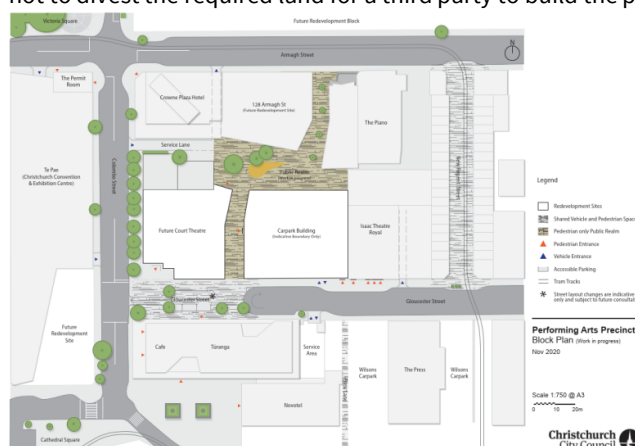 not to divest the required land for a third party to build the p
Victoria Square
Future Redevelopment Block
Armagh Street
N
The Permit
Room
Crowne Plaza Hotel
128 Armagh St
(Future Redevelopment Site)
The Piano
Service Lane
Te Pae
(Christchurch Convention
& Exhibition Centre)
Colombo Street
New Regent Street
Public Realm
Future Court Theatre
Carpark Building
(Indicative Boundary Only)
Isaac Theatre
Royal
Gloucester Street
*
Gloucester Street
Future
Redevelopment
Site
Cafe
Tūranga
Service
Area
Wilsons
Carpark
The Press
Wilsons
Carpark
Novotel
Cathedral Square
Legend
Redevelopment Sites
Shared Vehicle and Pedestrian Space
Pedestrian only Public Realm
Pedestrian Entrance
Vehicle Entrance
Accessible Parking
Tram Tracks
* Street layout changes are indicative
only and subject to future consultat
Performing Arts Precinct
Block Plan (Work in progress)
Nov 2020
Scale 1:750 @ A3
0 10 20m
Christchurch
City Council